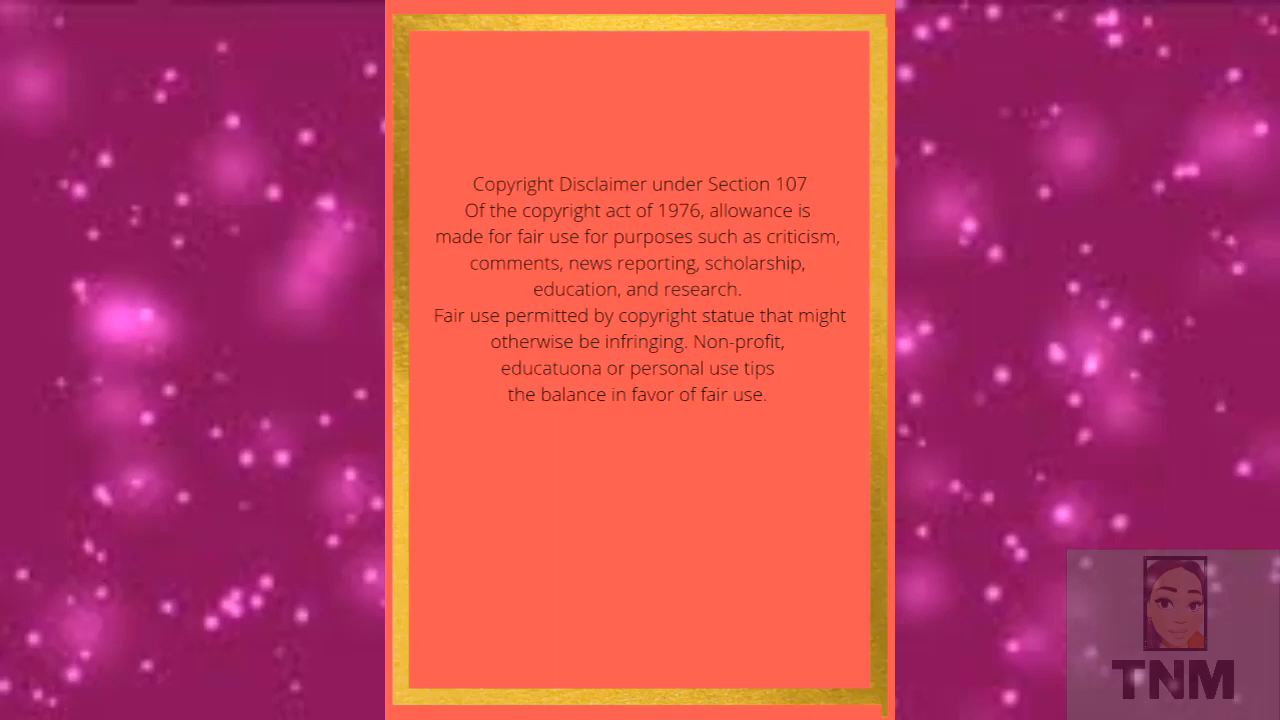 Copyright Disclaimer under Section 107
Of the copyright act of 1976, allowance is
made for fair use for purposes such as criticism,
comments, news reporting, scholarship,
education, and research.
Fair use permitted by copyright statue that might
otherwise be infringing. Non-profit,
educatuona or personal use tips
the balance in favor of fair use.
TNM